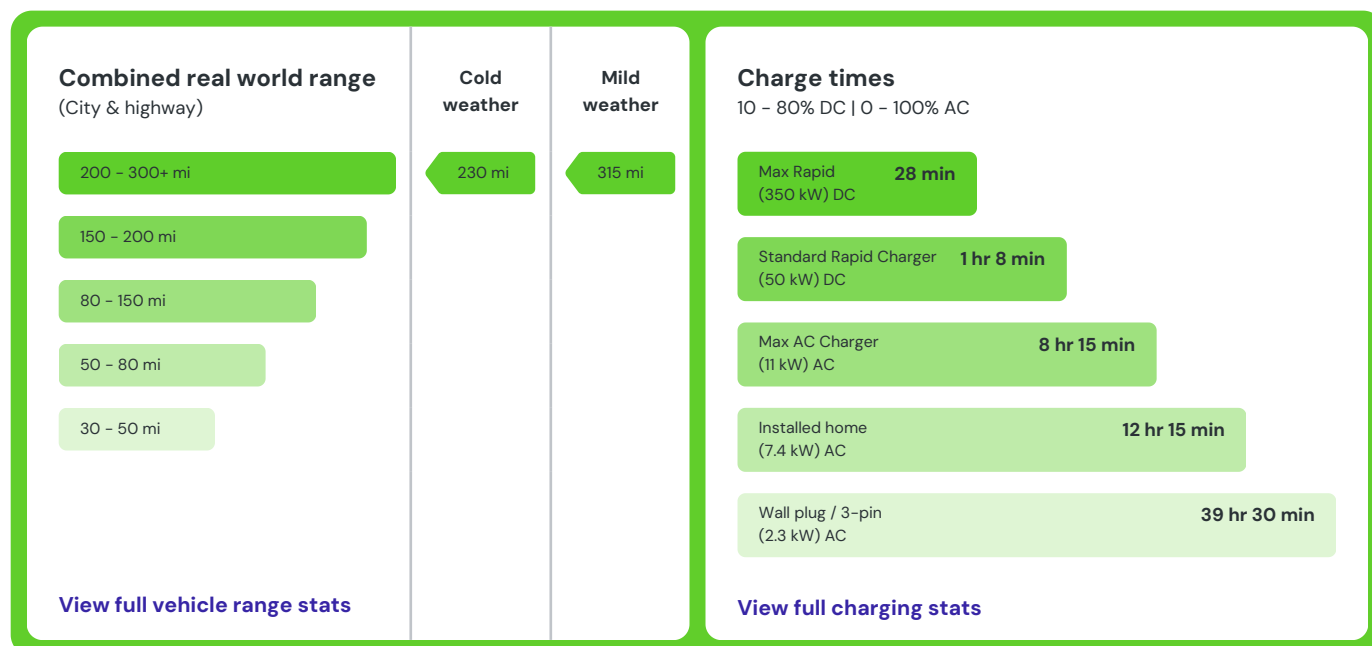 Combined real world range
(City & highway)
Cold
weather
Mild
weather
200 - 300+ mi
230 mi
315 mi
150 - 200 mi
80 - 150 mi
50 - 80 mi
30 - 50 mi
View full vehicle range stats
Charge times
10 - 80% DC | 0 - 100% AC
Max Rapid
(350 kW) DC
28 min
Standard Rapid Charger
(50 kW) DC
1 hr 8 min
Max AC Charger
(11 kW) AC
8 hr 15 min
Installed home
(7.4 kW) AC
12 hr 15 min
Wall plug / 3-pin
(2.3 kW) AC
39 hr 30 min
View full charging stats